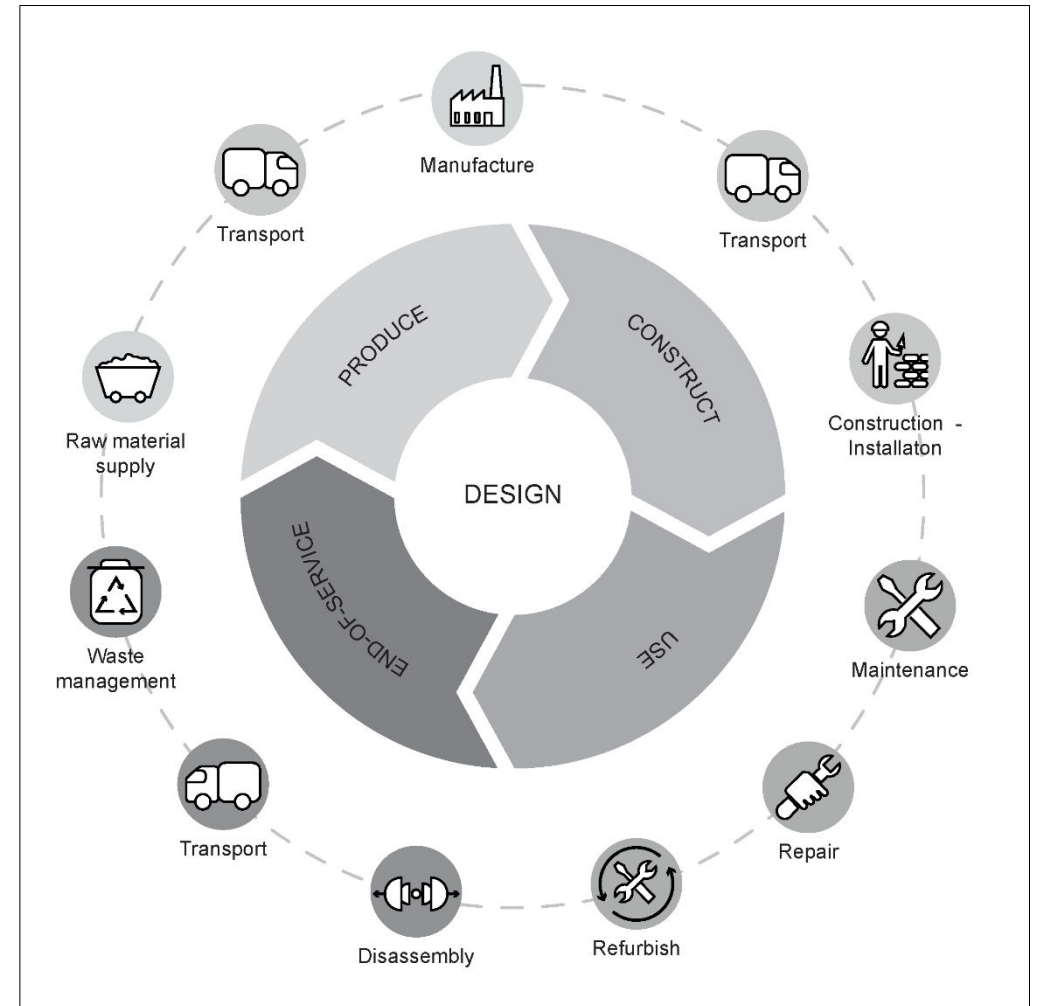 Manufacture
Transport
Transport
PRODUCE
CONSTRUCT
Raw material
supply
Construction -
Installaton
DESIGN
END-OF-SERVICE
USE
Waste
management
Maintenance
Transport
Repair
Disassembly
Refurbish